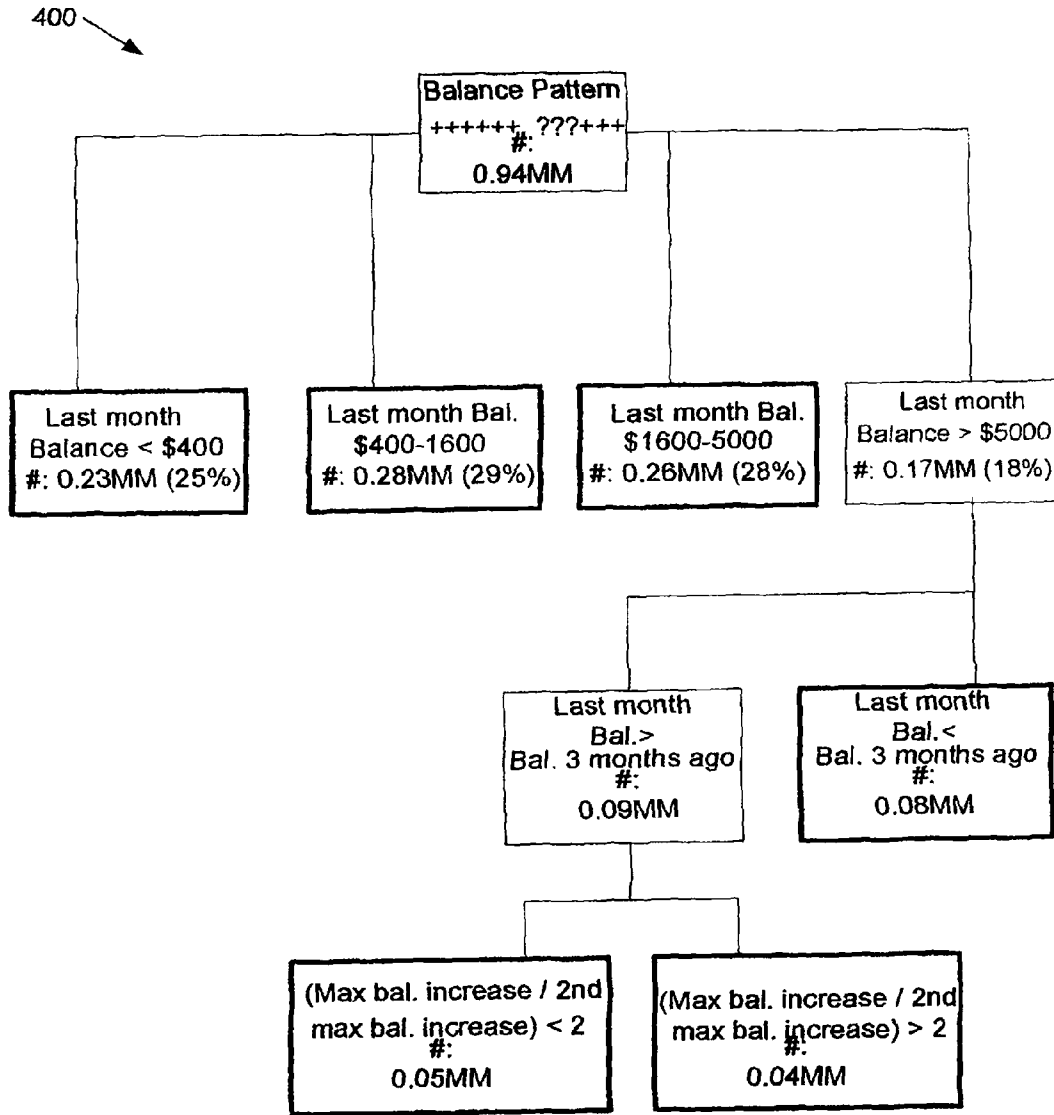 400
Balance Pattern
++++++, ???+++
#:
0.94MM
Last month
Balance < $400
#: 0.23MM (25%)
Last month Bal.
$400-1600
#: 0.28MM (29%)
Last month Bal.
$1600-5000
#: 0.26MM (28%)
Last month
Balance > $5000
#: 0.17MM (18%)
Last month
Bal.>
Bal. 3 months ago
#:
0.09MM
Last month
Bal.<
Bal. 3 months ago
#:
0.08MM
(Max bal. increase / 2nd
max bal. increase) < 2
#:
0.05MM
(Max bal. increase / 2nd
max bal. increase) > 2
#:
0.04MM